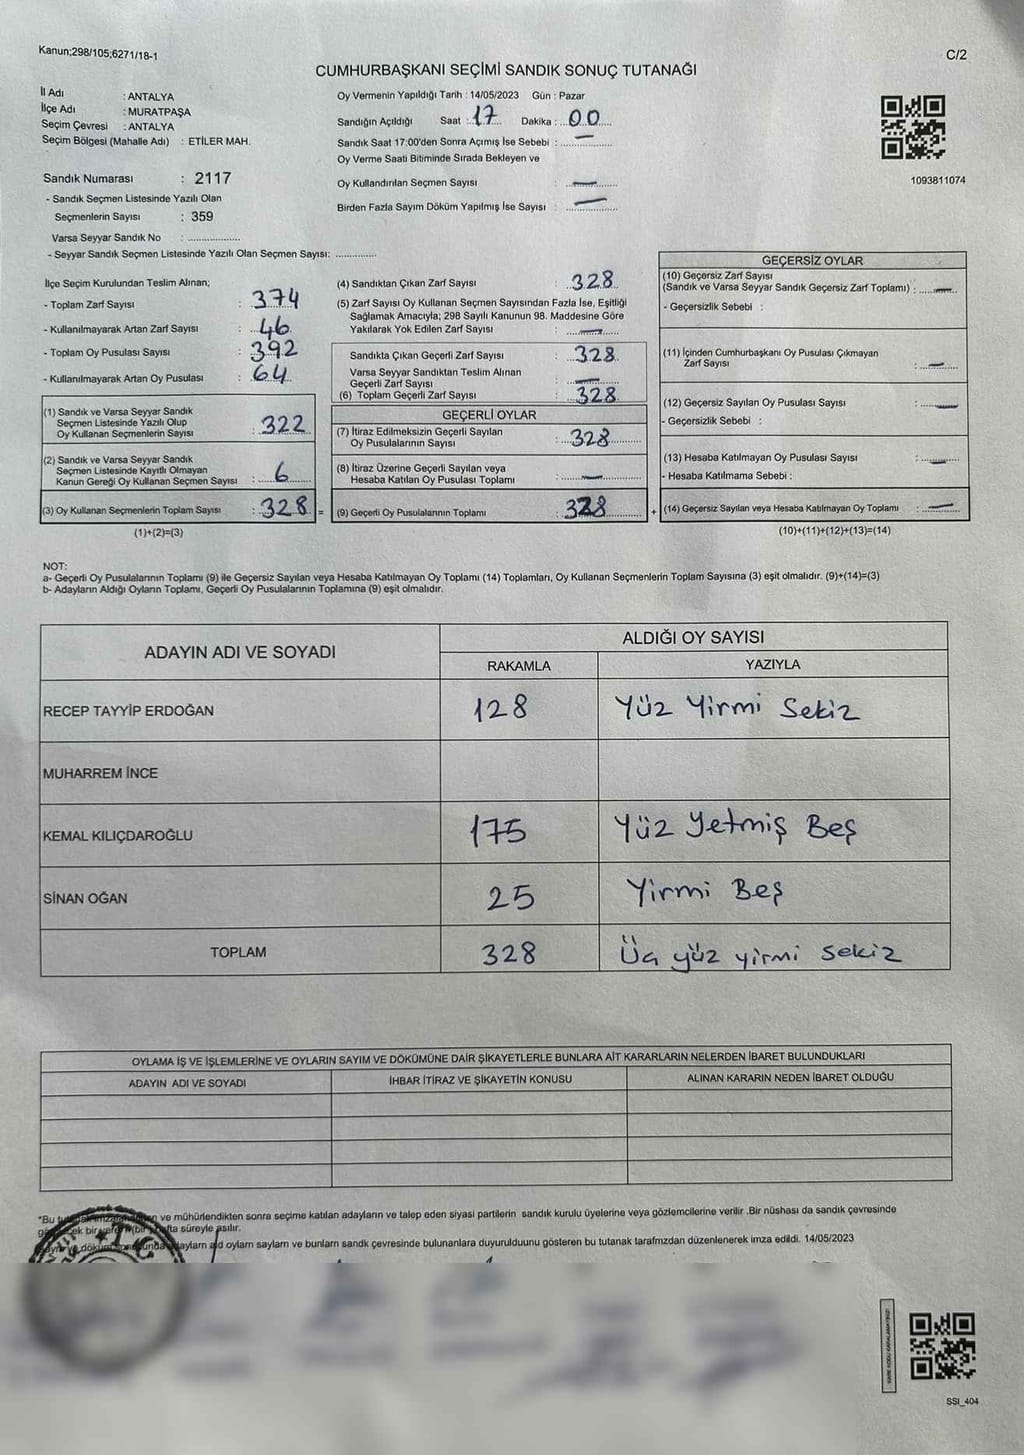 Kanun;298/105;6271/18-1
C/2
CUMHURBAŞKANI SEÇİMİ SANDIK SONUÇ TUTANAĞI
İl Adı : ANTALYA
İlçe Adı : MURATPAŞA
Seçim Çevresi : ANTALYA
Seçim Bölgesi (Mahalle Adı) : ETİLER MAH.
Sandık Numarası : 2117
- Sandık Seçmen Listesinde Yazılı Olan
Seçmenlerin Sayısı : 359
Varsa Seyyar Sandık No : ...................
- Seyyar Sandık Seçmen Listesinde Yazılı Olan Seçmen Sayısı: ..............
Oy Vermenin Yapıldığı Tarih : 14/05/2023 Gün : Pazar
Sandığın Açıldığı Saat : 17 Dakika : 00
Sandık Saat 17:00'den Sonra Açımış İse Sebebi : —
Oy Verme Saati Bitiminde Sırada Bekleyen ve
Oy Kullandırılan Seçmen Sayısı : —
Birden Fazla Sayım Döküm Yapılmış İse Sayısı : —
1093811074
İlçe Seçim Kurulundan Teslim Alınan;
- Toplam Zarf Sayısı : 374
- Kullanılmayarak Artan Zarf Sayısı : 46
- Toplam Oy Pusulası Sayısı : 392
- Kullanılmayarak Artan Oy Pusulası : 64
(1) Sandık ve Varsa Seyyar Sandık
Seçmen Listesinde Yazılı Olup
Oy Kullanan Seçmenlerin Sayısı : 322
(2) Sandık ve Varsa Seyyar Sandık
Seçmen Listesinde Kayıtlı Olmayan
Kanun Gereği Oy Kullanan Seçmen Sayısı : 6
(3) Oy Kullanan Seçmenlerin Toplam Sayısı : 328 =
(1)+(2)=(3)
(4) Sandıktan Çıkan Zarf Sayısı : 328
(5) Zarf Sayısı Oy Kullanan Seçmen Sayısından Fazla İse, Eşitliği
Sağlamak Amacıyla; 298 Sayılı Kanunun 98. Maddesine Göre
Yakılarak Yok Edilen Zarf Sayısı : —
Sandıkta Çıkan Geçerli Zarf Sayısı : 328
Varsa Seyyar Sandıktan Teslim Alınan
Geçerli Zarf Sayısı : —
(6) Toplam Geçerli Zarf Sayısı : 328
GEÇERLİ OYLAR
(7) İtiraz Edilmeksizin Geçerli Sayılan
Oy Pusulalarının Sayısı : 328
(8) İtiraz Üzerine Geçerli Sayılan veya
Hesaba Katılan Oy Pusulası Toplamı : —
(9) Geçerli Oy Pusulalarının Toplamı : 328 +
GEÇERSİZ OYLAR
(10) Geçersiz Zarf Sayısı
(Sandık ve Varsa Seyyar Sandık Geçersiz Zarf Toplamı) : —
- Geçersizlik Sebebi :
(11) İçinden Cumhurbaşkanı Oy Pusulası Çıkmayan
Zarf Sayısı : —
(12) Geçersiz Sayılan Oy Pusulası Sayısı : —
- Geçersizlik Sebebi :
(13) Hesaba Katılmayan Oy Pusulası Sayısı : —
- Hesaba Katılmama Sebebi :
(14) Geçersiz Sayılan veya Hesaba Katılmayan Oy Toplamı : —
(10)+(11)+(12)+(13)=(14)
NOT:
a- Geçerli Oy Pusulalarının Toplamı (9) ile Geçersiz Sayılan veya Hesaba Katılmayan Oy Toplamı (14) Toplamları, Oy Kullanan Seçmenlerin Toplam Sayısına (3) eşit olmalıdır. (9)+(14)=(3)
b- Adayların Aldığı Oyların Toplamı, Geçerli Oy Pusulalarının Toplamına (9) eşit olmalıdır.
ADAYIN ADI VE SOYADI
ALDIĞI OY SAYISI
RAKAMLA YAZIYLA
RECEP TAYYİP ERDOĞAN 128 Yüz Yirmi Sekiz
MUHARREM İNCE
KEMAL KILIÇDAROĞLU 175 Yüz Yetmiş Beş
SİNAN OĞAN 25 Yirmi Beş
TOPLAM 328 Üç yüz yirmi sekiz
OYLAMA İŞ VE İŞLEMLERİNE VE OYLARIN SAYIM VE DÖKÜMÜNE DAİR ŞİKAYETLERLE BUNLARA AİT KARARLARIN NELERDEN İBARET BULUNDUKLARI
ADAYIN ADI VE SOYADI İHBAR İTİRAZ VE ŞİKAYETİN KONUSU ALINAN KARARIN NEDEN İBARET OLDUĞU
*Bu ve mühürlendikten sonra seçime katılan adayların ve talep eden siyasi partilerin sandık kurulu üyelerine veya gözlemcilerine verilir .Bir nüshası da sandık çevresinde
bir hafta süreyle asılır.
oyların sayların ve bunların sandk çevresinde bulunanlara duyurulduunu gösteren bu tutanak tarafmzdan düzenlenerek imza edildi. 14/05/2023
SSI_404